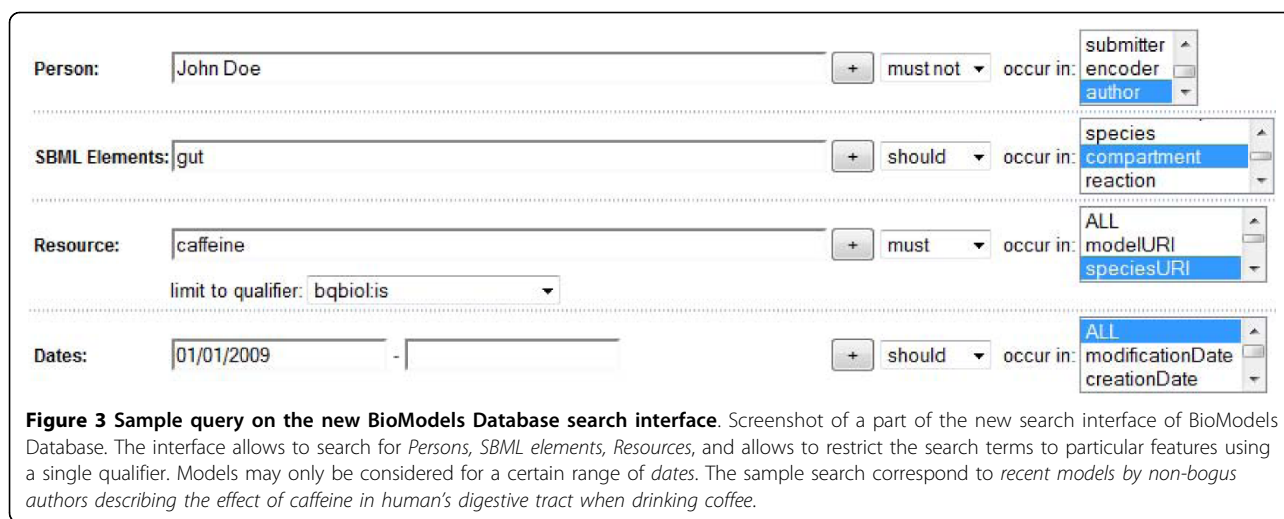 Person: John Doe + must not occur in: submitter encoder author
SBML Elements: gut + should occur in: species compartment reaction
Resource: caffeine + must occur in: ALL modelURI speciesURI
limit to qualifier: bqbiol:is
Dates: 01/01/2009 - + should occur in: ALL modificationDate creationDate
Figure 3 Sample query on the new BioModels Database search interface. Screenshot of a part of the new search interface of BioModels
Database. The interface allows to search for Persons, SBML elements, Resources, and allows to restrict the search terms to particular features using
a single qualifier. Models may only be considered for a certain range of dates. The sample search correspond to recent models by non-bogus
authors describing the effect of caffeine in human's digestive tract when drinking coffee.